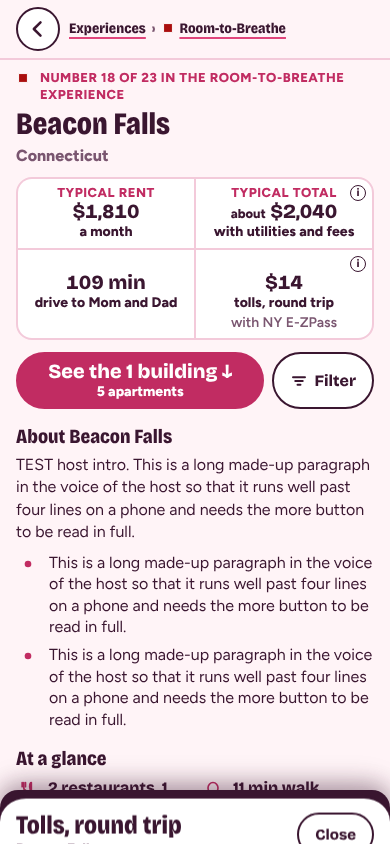 Experiences › Room-to-Breathe
NUMBER 18 OF 23 IN THE ROOM-TO-BREATHE
EXPERIENCE
Beacon Falls
Connecticut
TYPICAL RENT
$1,810
a month
TYPICAL TOTAL
about $2,040
with utilities and fees
109 min
drive to Mom and Dad
$14
tolls, round trip
with NY E-ZPass
See the 1 building ↓
5 apartments
Filter
About Beacon Falls
TEST host intro. This is a long made-up paragraph
in the voice of the host so that it runs well past
four lines on a phone and needs the more button
to be read in full.
• This is a long made-up paragraph in the voice
of the host so that it runs well past four lines
on a phone and needs the more button to be
read in full.
• This is a long made-up paragraph in the voice
of the host so that it runs well past four lines
on a phone and needs the more button to be
read in full.
At a glance
2 restaurants, 1
11 min walk
Tolls, round trip
Close